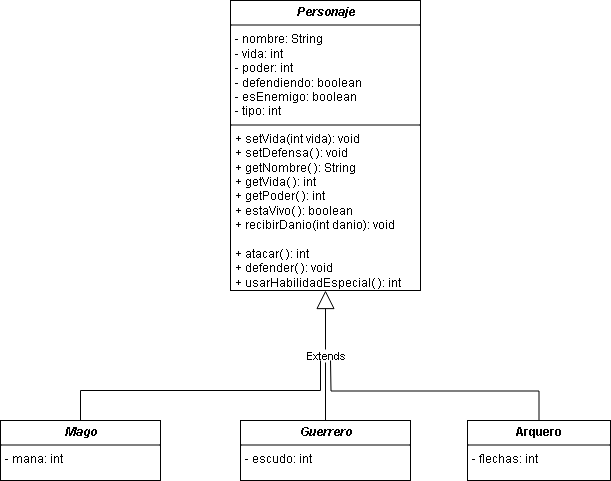 Personaje
- nombre: String
- vida: int
- poder: int
- defendiendo: boolean
- esEnemigo: boolean
- tipo: int
+ setVida(int vida): void
+ setDefensa(): void
+ getNombre(): String
+ getVida(): int
+ getPoder(): int
+ estaVivo(): boolean
+ recibirDanio(int danio): void
+ atacar(): int
+ defender(): void
+ usarHabilidadEspecial(): int
Extends
Mago
- mana: int
Guerrero
- escudo: int
Arquero
- flechas: int